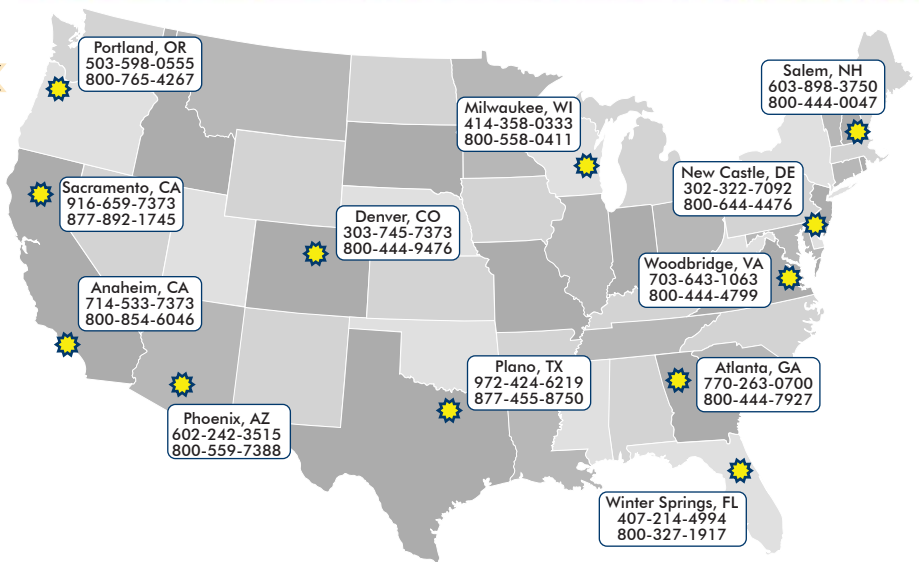 Portland, OR
503-598-0555
800-765-4267
Salem, NH
603-898-3750
800-444-0047
Milwaukee, WI
414-358-0333
800-558-0411
New Castle, DE
302-322-7092
800-644-4476
Sacramento, CA
916-659-7373
877-892-1745
Denver, CO
303-745-7373
800-444-9476
Woodbridge, VA
703-643-1063
800-444-4799
Anaheim, CA
714-533-7373
800-854-6046
Plano, TX
972-424-6219
877-455-8750
Atlanta, GA
770-263-0700
800-444-7927
Phoenix, AZ
602-242-3515
800-559-7388
Winter Springs, FL
407-214-4994
800-327-1917